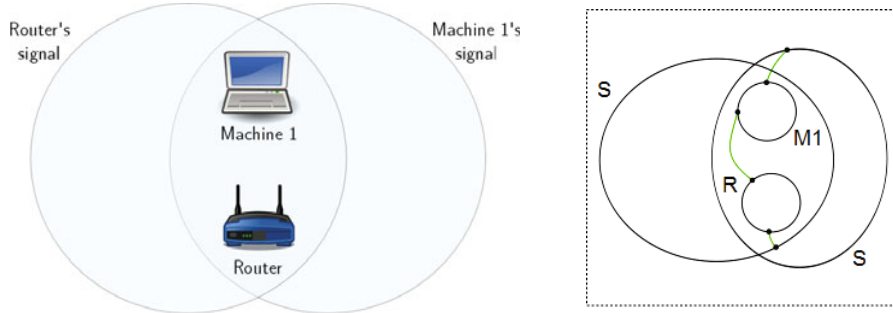 Router's
signal
Machine 1's
signal
Machine 1
Router
S
M1
R
S